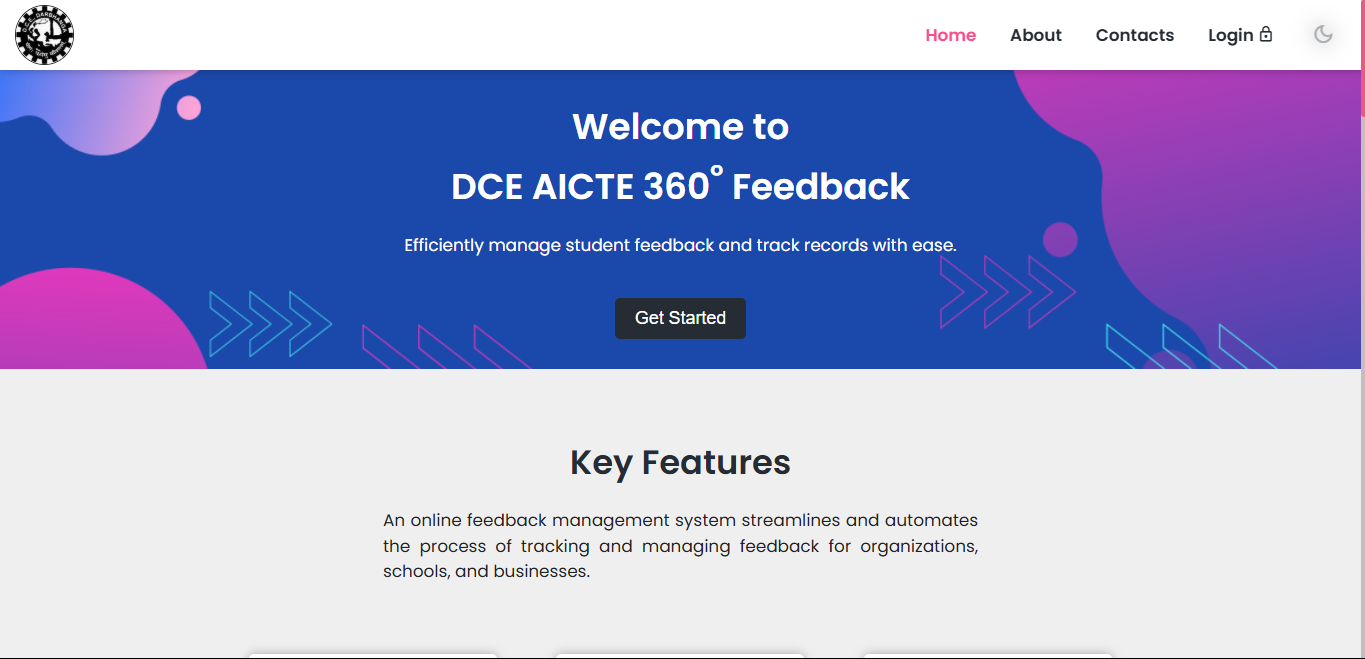 D.C.E. DARBHANGA
Home
About
Contacts
Login
Welcome to
DCE AICTE 360° Feedback
Efficiently manage student feedback and track records with ease.
Get Started
Key Features
An online feedback management system streamlines and automates
the process of tracking and managing feedback for organizations,
schools, and businesses.